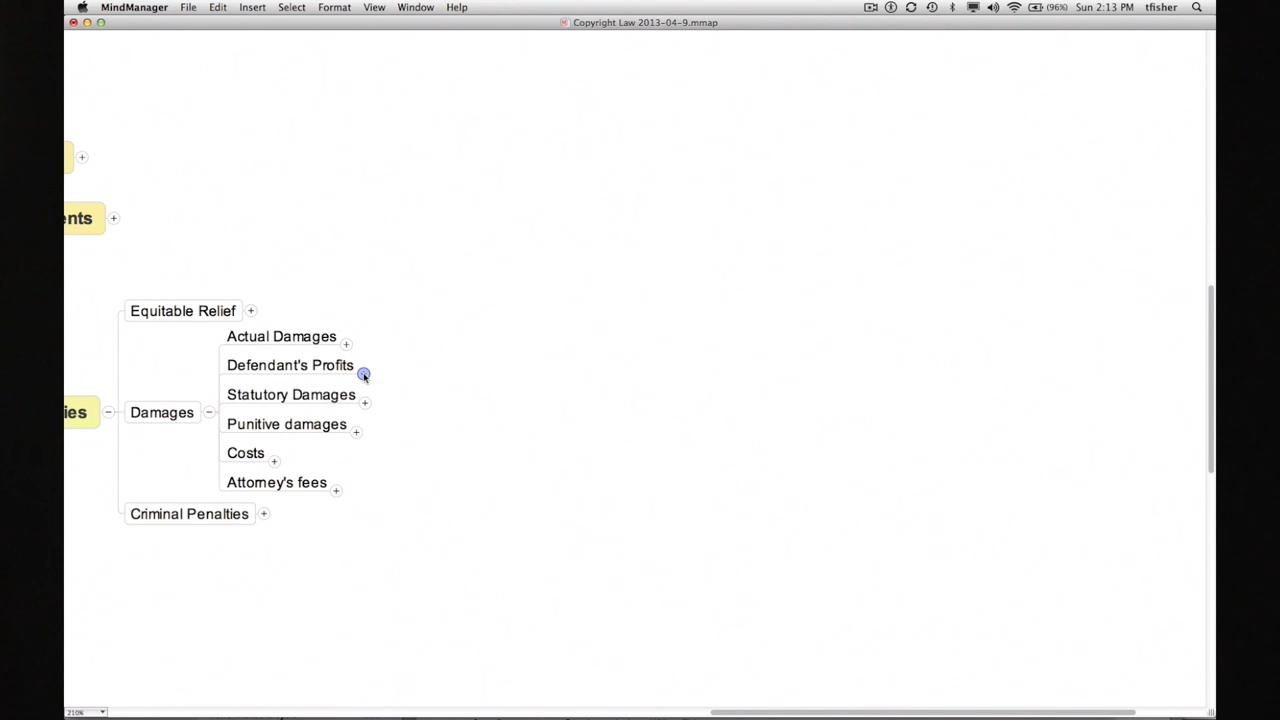 MindManager File Edit Insert Select Format View Window Help (96%) Sun 2:13 PM tfisher
Copyright Law 2013-04-9.mmap
ents
Equitable Relief
Actual Damages
Defendant's Profits
Statutory Damages
ies
Damages
Punitive damages
Costs
Attorney's fees
Criminal Penalties
210%